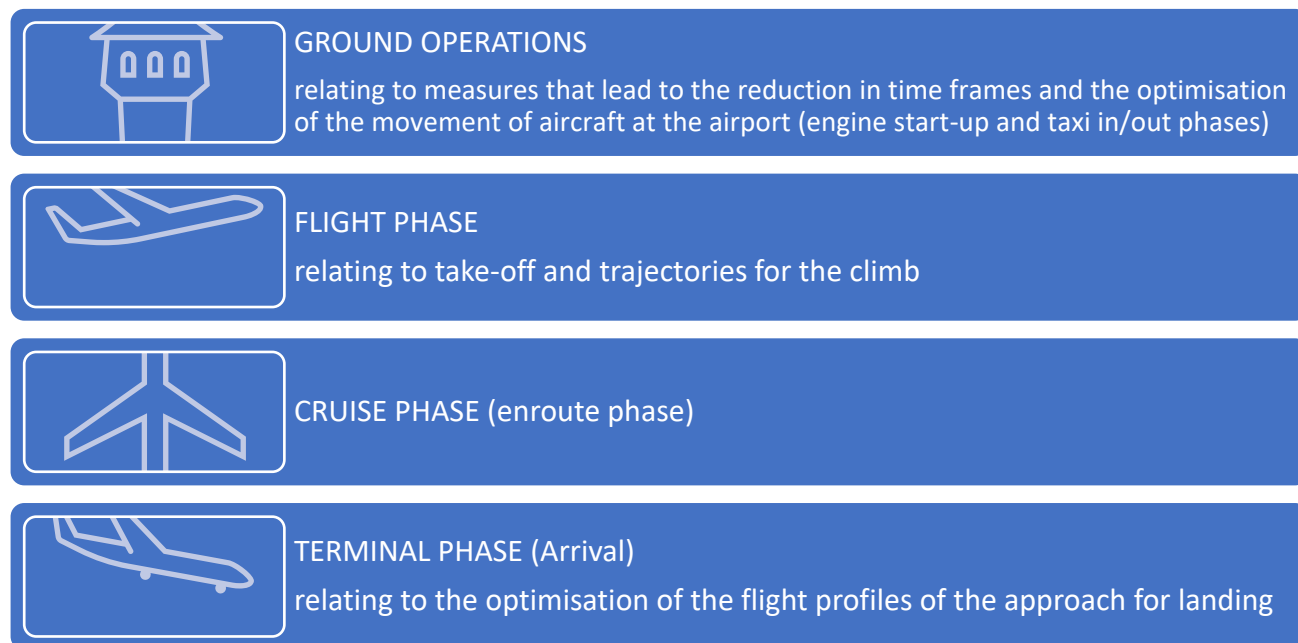 GROUND OPERATIONS
relating to measures that lead to the reduction in time frames and the optimisation
of the movement of aircraft at the airport (engine start-up and taxi in/out phases)
FLIGHT PHASE
relating to take-off and trajectories for the climb
CRUISE PHASE (enroute phase)
TERMINAL PHASE (Arrival)
relating to the optimisation of the flight profiles of the approach for landing